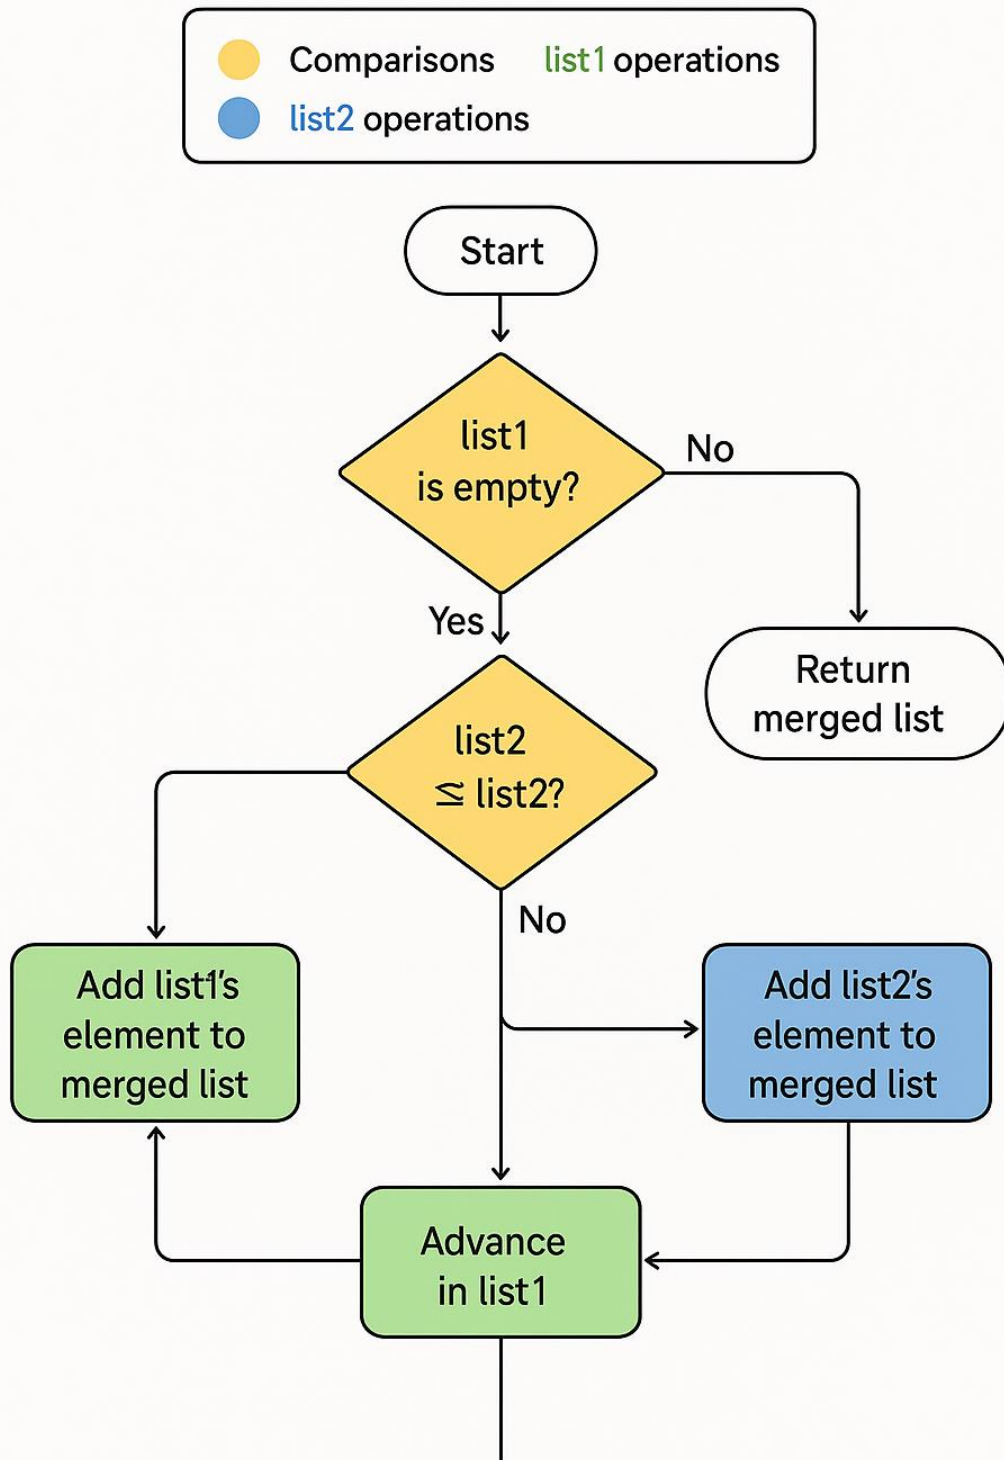 Comparisons list1 operations
list2 operations
Start
list1
is empty?
No
Yes
Return
merged list
list2
≤ list2?
No
Add list1's
element to
merged list
Add list2's
element to
merged list
Advance
in list1